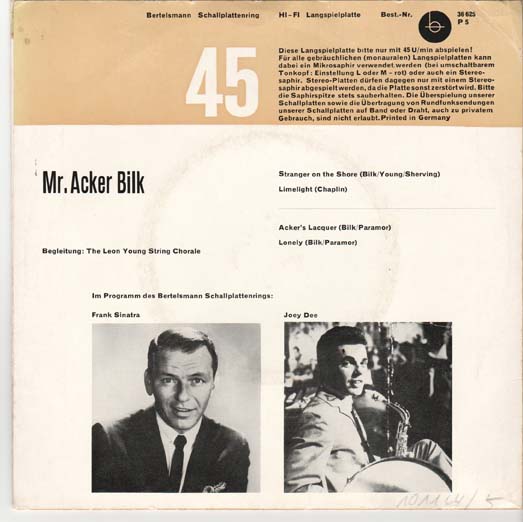 Bertelsmann Schallplattenring HI-FI Langspielplatte Best.-Nr. 36 625
P 5
b
45
Diese Langspielplatte bitte nur mit 45 U/min abspielen!
Für alle gebräuchlichen (monauralen) Langspielplatten kann
dabei ein Mikrosaphir verwendet werden (bei umschaltbarem
Tonkopf: Einstellung L oder M - rot) oder auch ein Stereo-
saphir. Stereo-Platten dürfen dagegen nur mit einem Stereo-
saphir abgespielt werden, da die Platte sonst zerstört wird. Bitte
die Saphirspitze stets sauberhalten. Die Überspielung unserer
Schallplatten sowie die Übertragung von Rundfunksendungen
unserer Schallplatten auf Band oder Draht, auch zu privatem
Gebrauch, sind nicht erlaubt. Printed in Germany
Mr. Acker Bilk
Stranger on the Shore (Bilk/Young/Sherving)
Limelight (Chaplin)
Acker's Lacquer (Bilk/Paramor)
Lonely (Bilk/Paramor)
Begleitung: The Leon Young String Chorale
Im Programm des Bertelsmann Schallplattenrings:
Frank Sinatra
Joey Dee